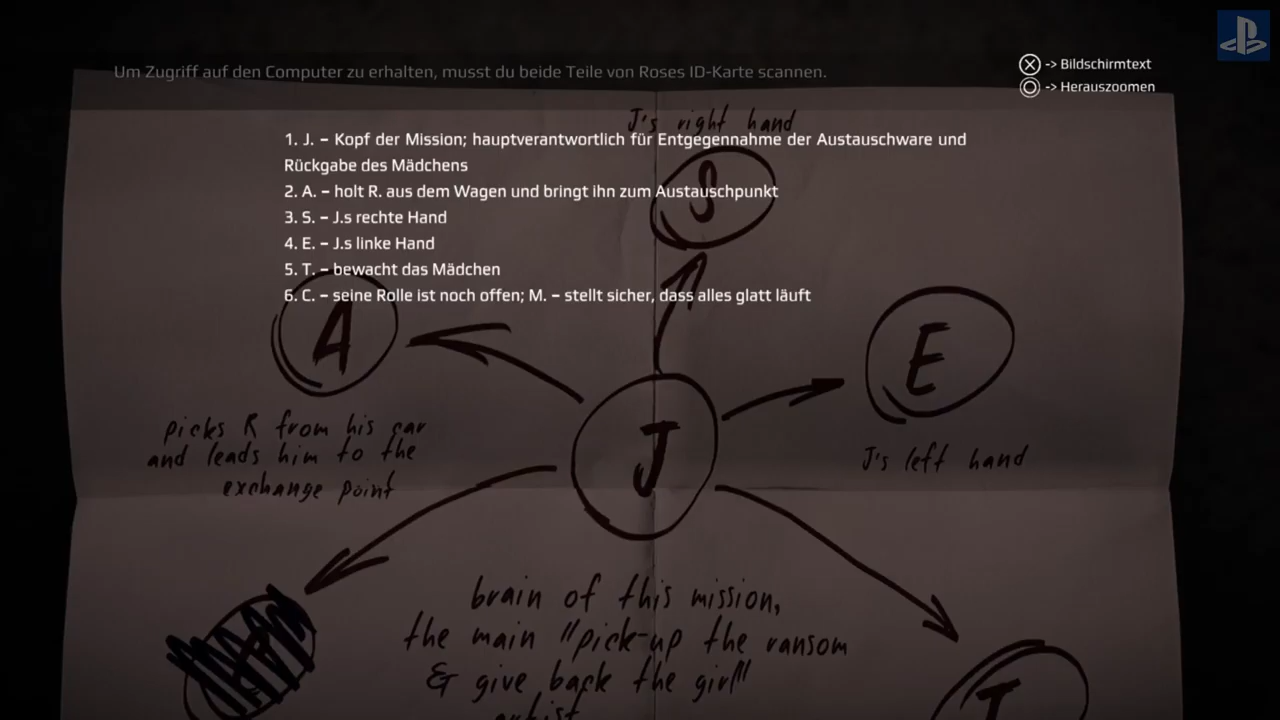 Um Zugriff auf den Computer zu erhalten, musst du beide Teile von Roses ID-Karte scannen.
-> Bildschirmtext
-> Herauszoomen
J's right hand
1. J. – Kopf der Mission; hauptverantwortlich für Entgegennahme der Austauschware und
Rückgabe des Mädchens
2. A. – holt R. aus dem Wagen und bringt ihn zum Austauschpunkt
3. S. – J.s rechte Hand
4. E. – J.s linke Hand
5. T. – bewacht das Mädchen
6. C. – seine Rolle ist noch offen; M. – stellt sicher, dass alles glatt läuft
S
A
E
J
picks R from his car
and leads him to the
exchange point
J's left hand
brain of this mission,
the main "pick-up the ransom
& give back the girl"
artist
T